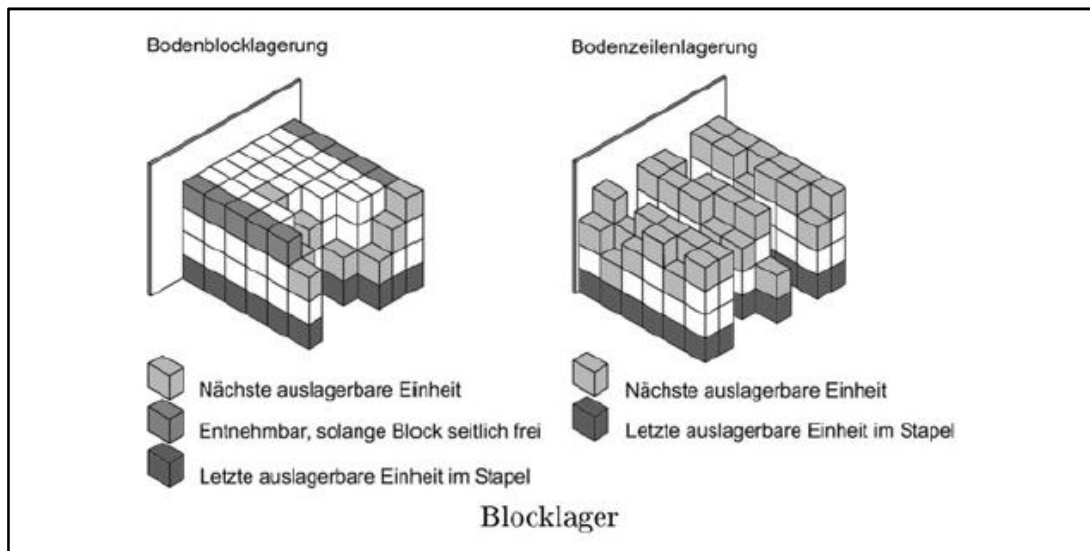 Bodenblocklagerung
Bodenzeilenlagerung
Nächste auslagerbare Einheit
Entnehmbar, solange Block seitlich frei
Letzte auslagerbare Einheit im Stapel
Nächste auslagerbare Einheit
Letzte auslagerbare Einheit im Stapel
Blocklager